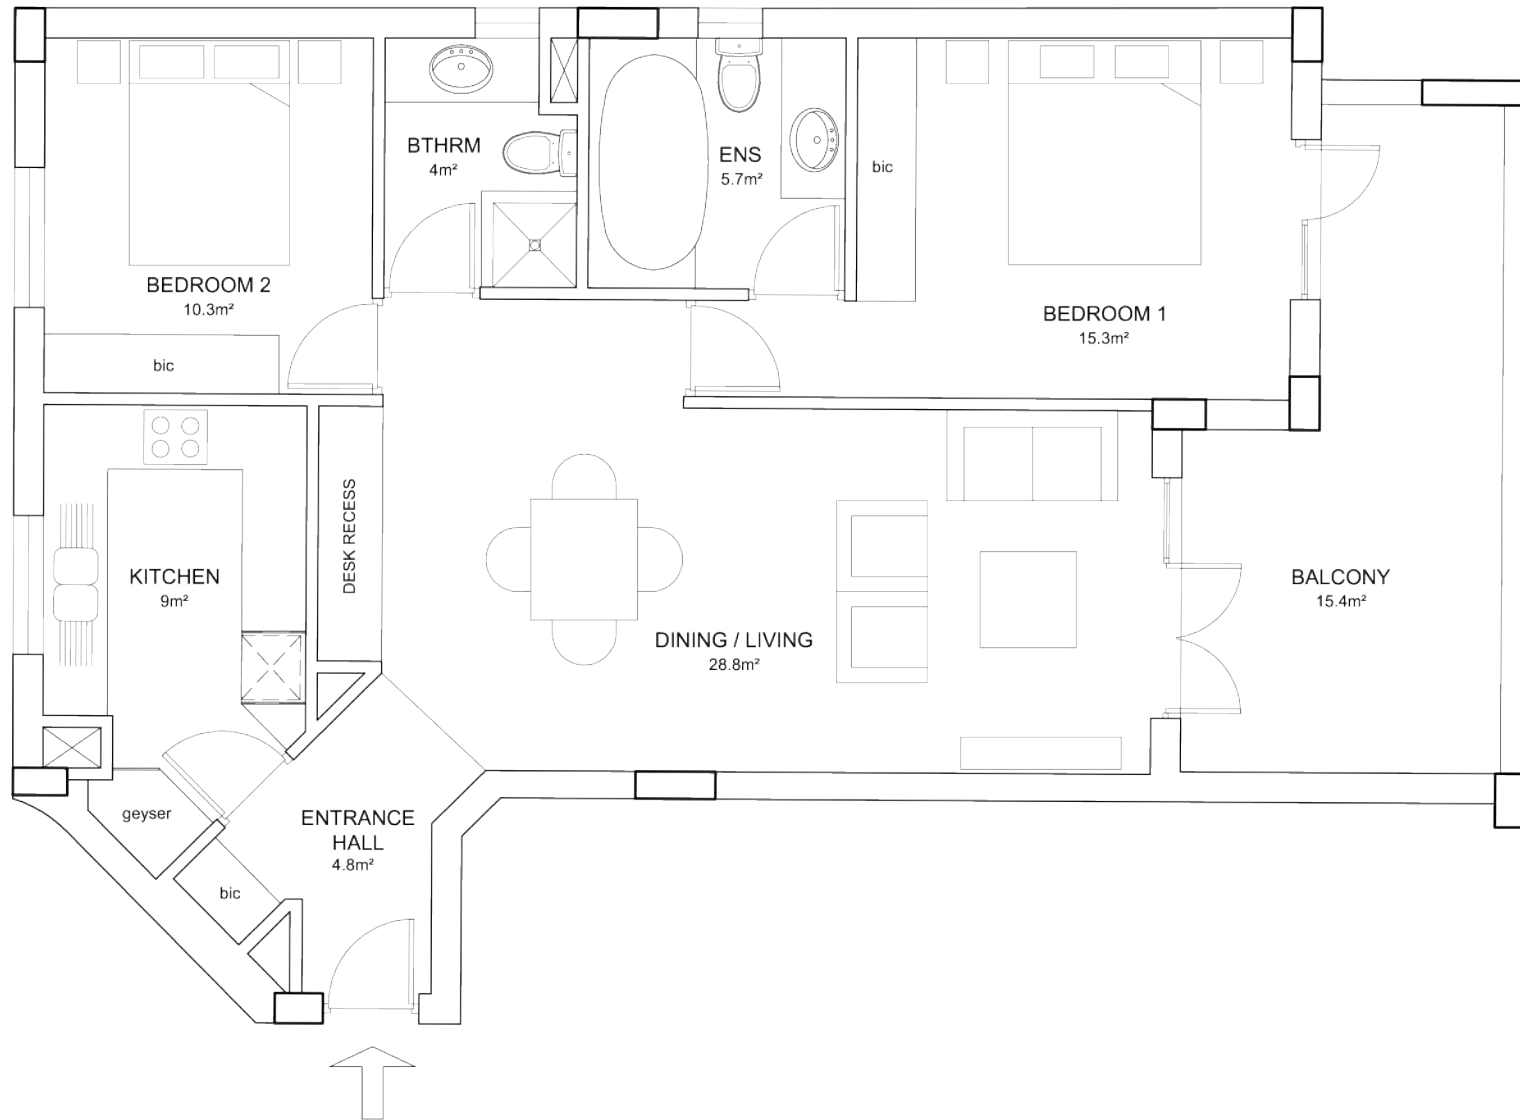 BTHRM
4m²
ENS
5.7m²
bic
BEDROOM 2
10.3m²
bic
BEDROOM 1
15.3m²
DESK RECESS
KITCHEN
9m²
DINING / LIVING
28.8m²
BALCONY
15.4m²
geyser
ENTRANCE
HALL
4.8m²
bic